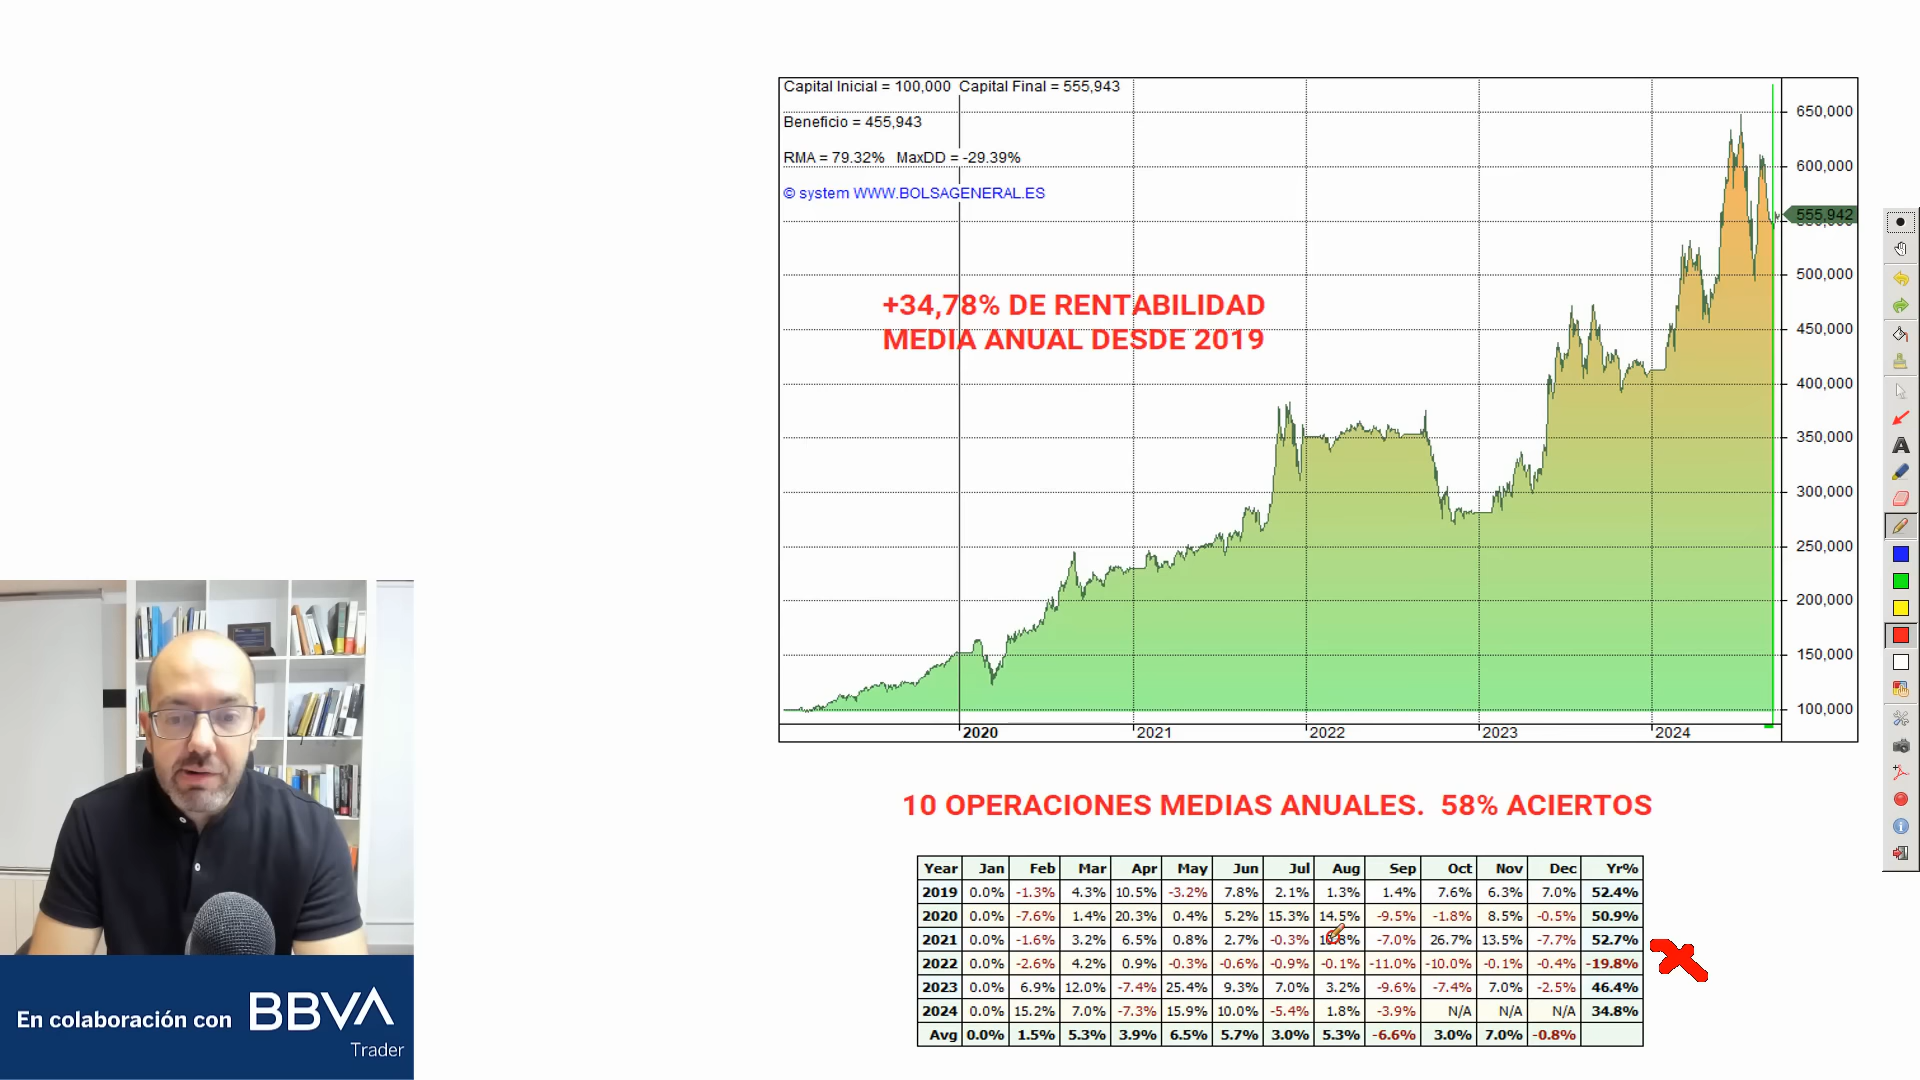 Capital Inicial = 100,000 Capital Final = 555,943
Beneficio = 455,943
RMA = 79.32% MaxDD = -29.39%
© system WWW.BOLSAGENERAL.ES
+34,78% DE RENTABILIDAD
MEDIA ANUAL DESDE 2019
650,000
600,000
555,942
500,000
450,000
400,000
350,000
300,000
250,000
200,000
150,000
100,000
2020 2021 2022 2023 2024
10 OPERACIONES MEDIAS ANUALES. 58% ACIERTOS
Year Jan Feb Mar Apr May Jun Jul Aug Sep Oct Nov Dec Yr%
2019 0.0% -1.3% 4.3% 10.5% -3.2% 7.8% 2.1% 1.3% 1.4% 7.6% 6.3% 7.0% 52.4%
2020 0.0% -7.6% 1.4% 20.3% 0.4% 5.2% 15.3% 14.5% -9.5% -1.8% 8.5% -0.5% 50.9%
2021 0.0% -1.6% 3.2% 6.5% 0.8% 2.7% -0.3% -7.0% 26.7% 13.5% -7.7% 52.7%
2022 0.0% -2.6% 4.2% 0.9% -0.3% -0.6% -0.9% -0.1% -11.0% -10.0% -0.1% -0.4% -19.8%
2023 0.0% 6.9% 12.0% -7.4% 25.4% 9.3% 7.0% 3.2% -9.6% -7.4% 7.0% -2.5% 46.4%
2024 0.0% 15.2% 7.0% -7.3% 15.9% 10.0% -5.4% 1.8% -3.9% N/A N/A N/A 34.8%
Avg 0.0% 1.5% 5.3% 3.9% 6.5% 5.7% 3.0% 5.3% -6.6% 3.0% 7.0% -0.8%
En colaboración con BBVA
Trader
A